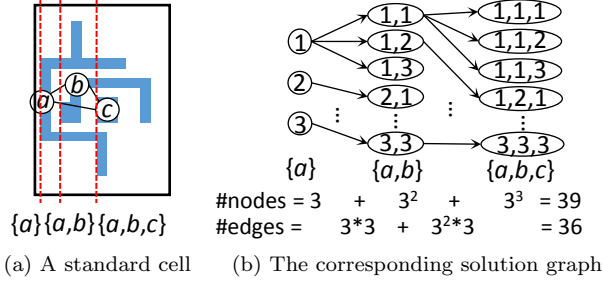 a
b
c
{a}{a,b}{a,b,c}
(a) A standard cell
1
2
3
⋮
{a}
1,1
1,2
1,3
2,1
⋮
3,3
{a,b}
⋮
1,1,1
1,1,2
1,1,3
1,2,1
⋮
3,3,3
{a,b,c}
#nodes = 3 + 3² + 3³ = 39
#edges = 3*3 + 3²*3 = 36
(b) The corresponding solution graph